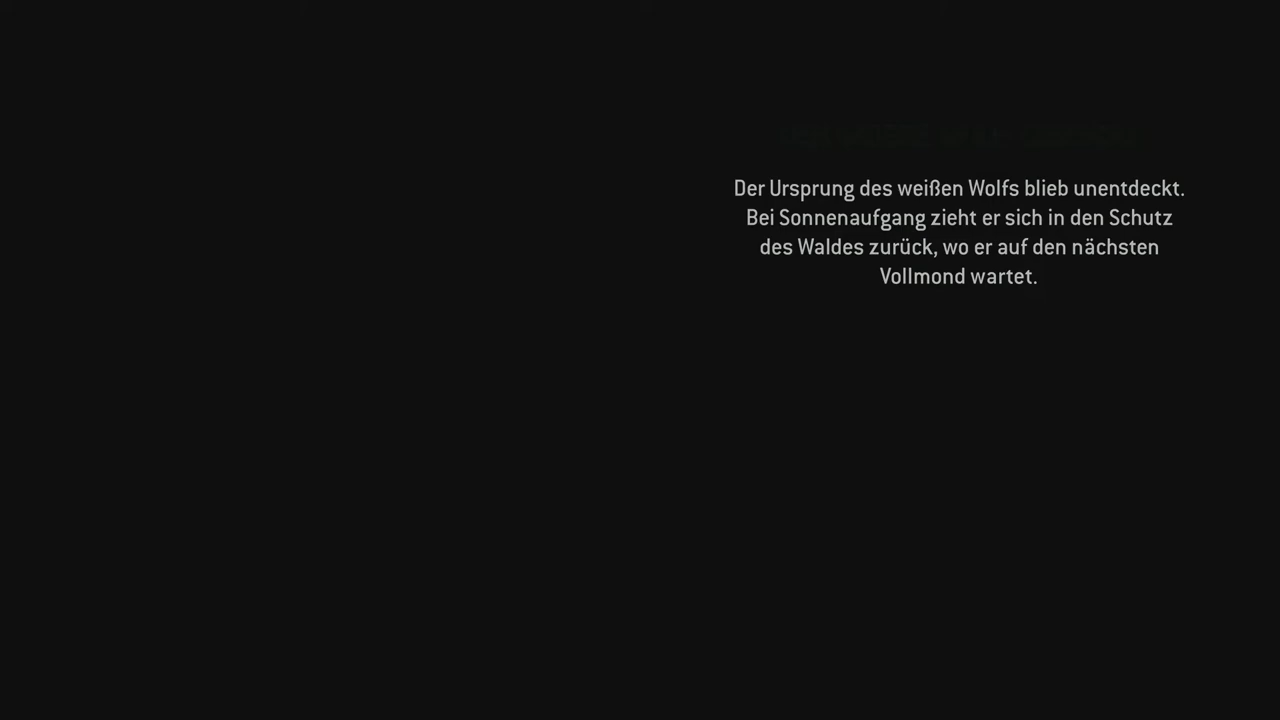 Der Ursprung des weißen Wolfs blieb unentdeckt.
Bei Sonnenaufgang zieht er sich in den Schutz
des Waldes zurück, wo er auf den nächsten
Vollmond wartet.